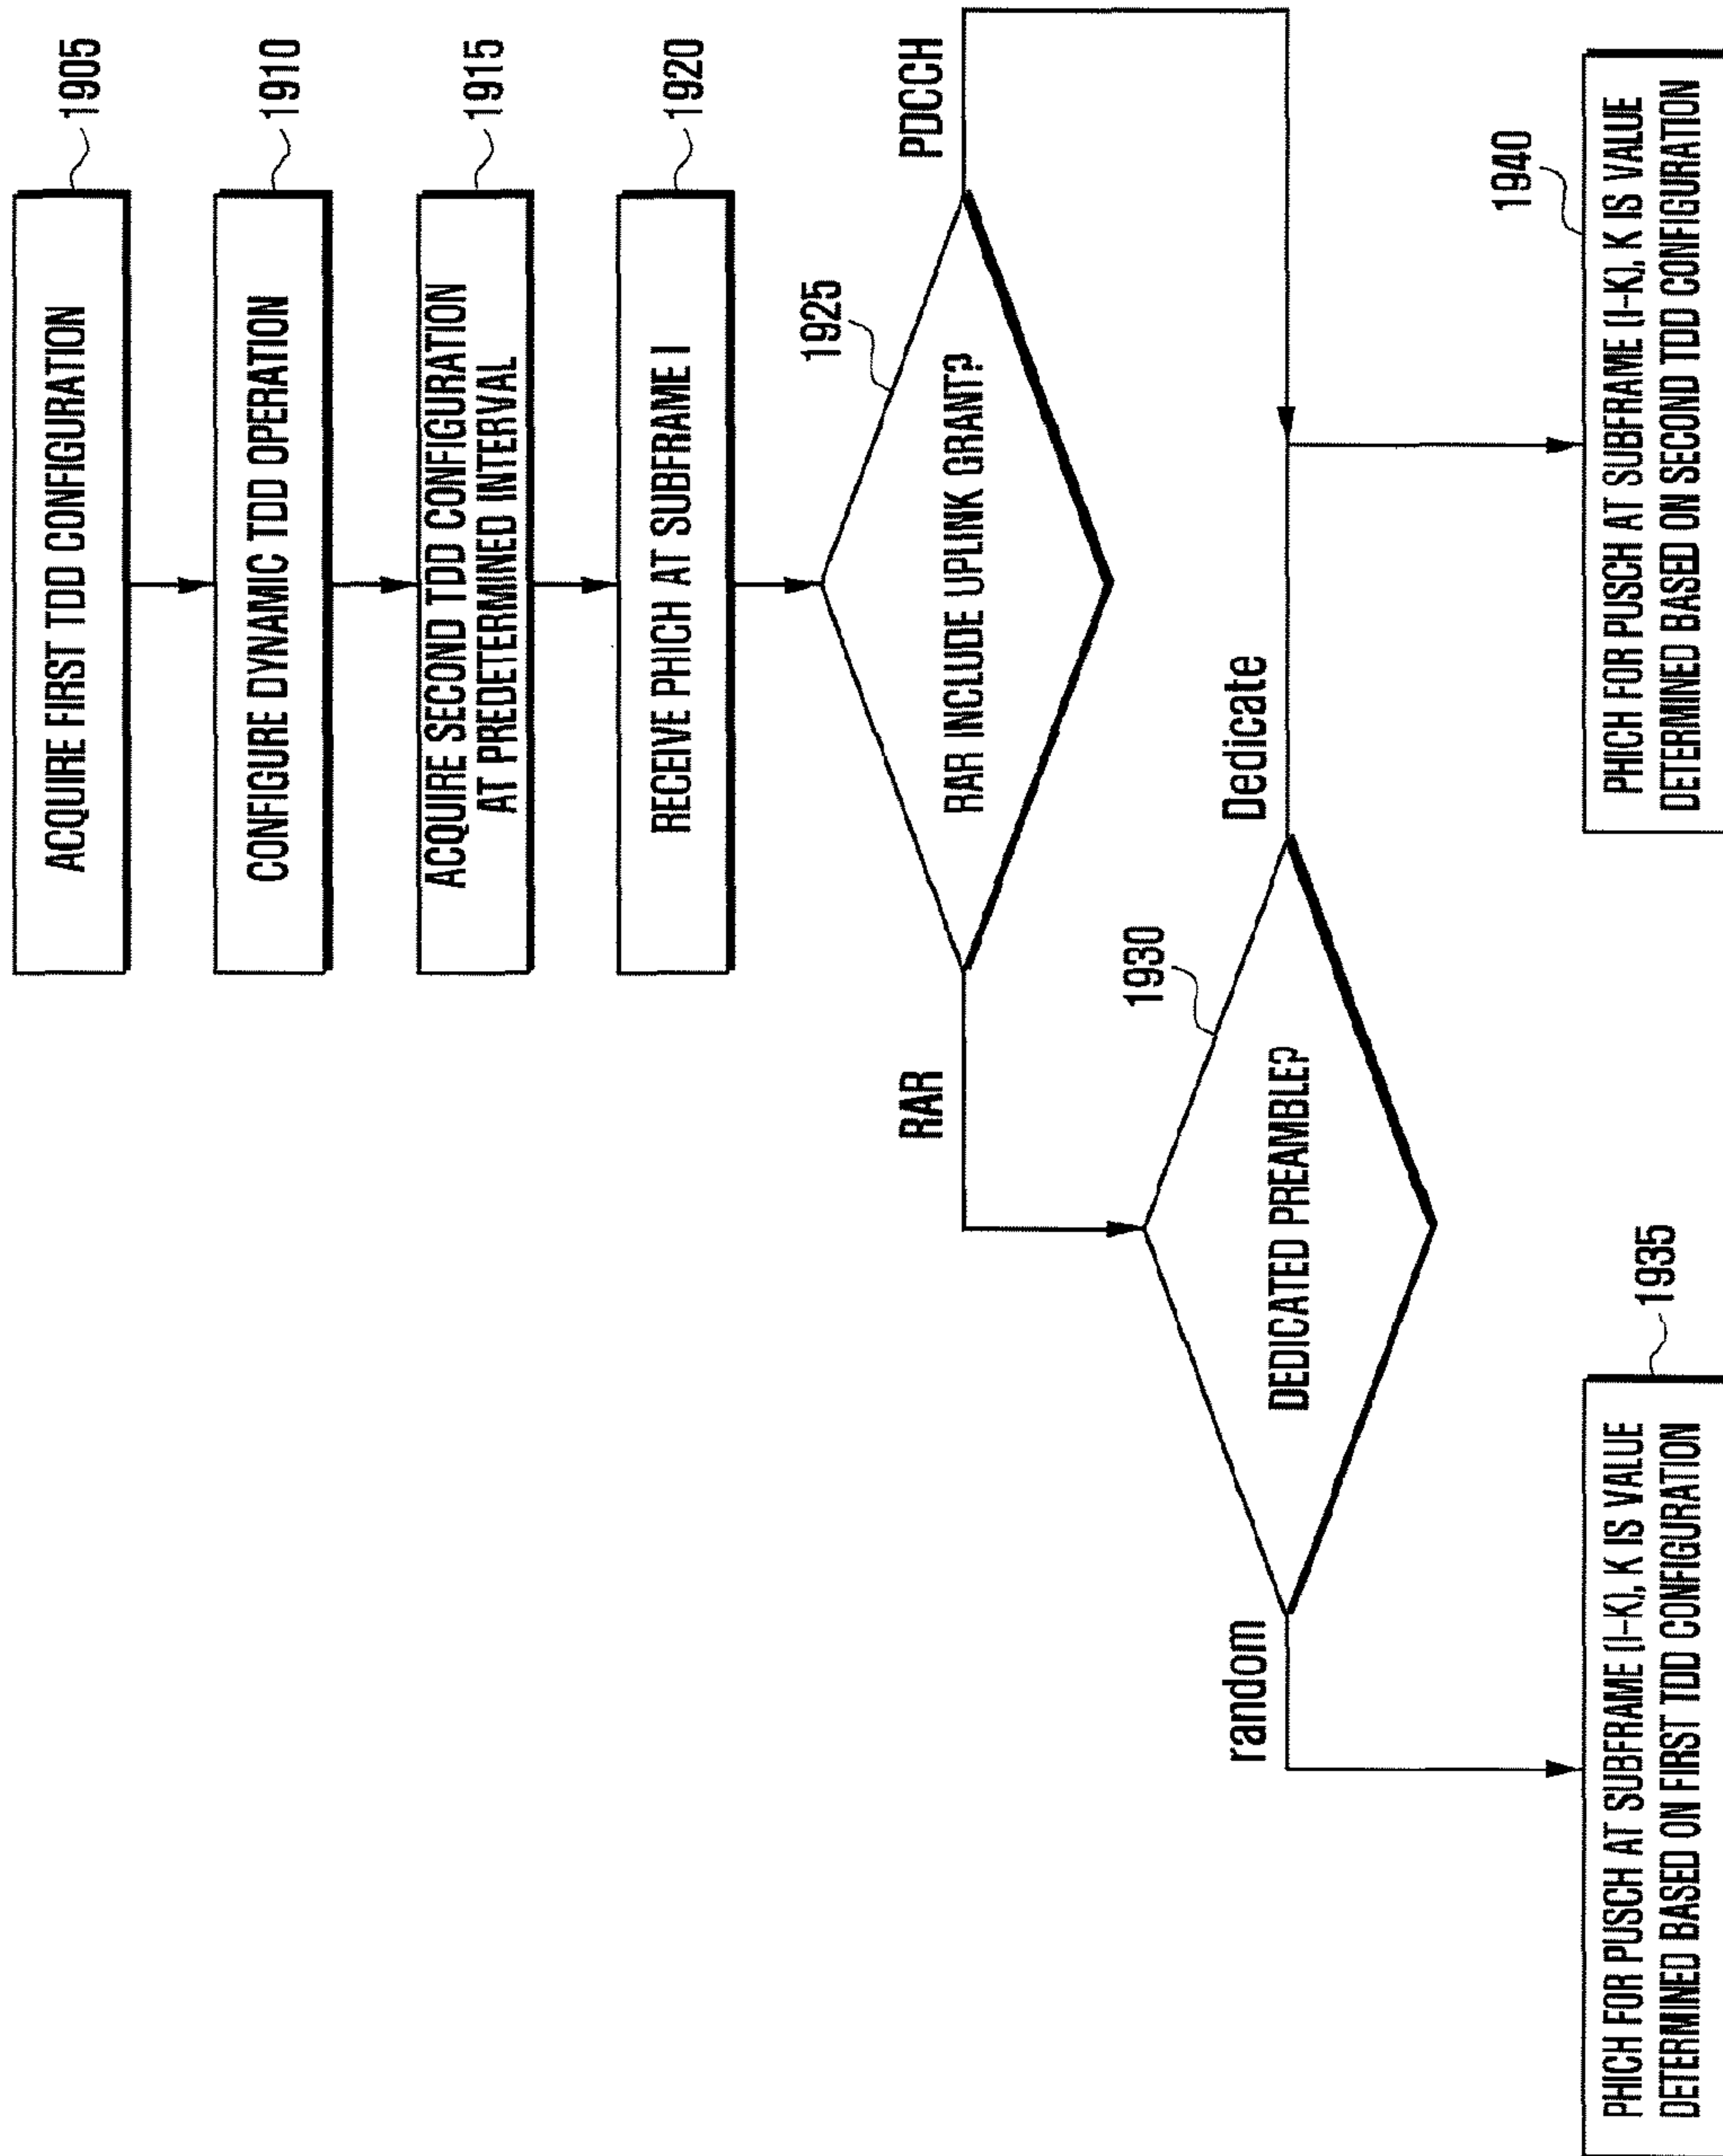 ACQUIRE FIRST TDD CONFIGURATION
1905
CONFIGURE DYNAMIC TDD OPERATION
1910
ACQUIRE SECOND TDD CONFIGURATION
AT PREDETERMINED INTERVAL
1915
RECEIVE PHICH AT SUBFRAME I
1920
1925
RAR INCLUDE UPLINK GRANT?
RAR
PDCCH
1930
DEDICATED PREAMBLE?
random
Dedicate
1935
PHICH FOR PUSCH AT SUBFRAME (I-K), K IS VALUE
DETERMINED BASED ON FIRST TDD CONFIGURATION
1940
PHICH FOR PUSCH AT SUBFRAME (I-K), K IS VALUE
DETERMINED BASED ON SECOND TDD CONFIGURATION